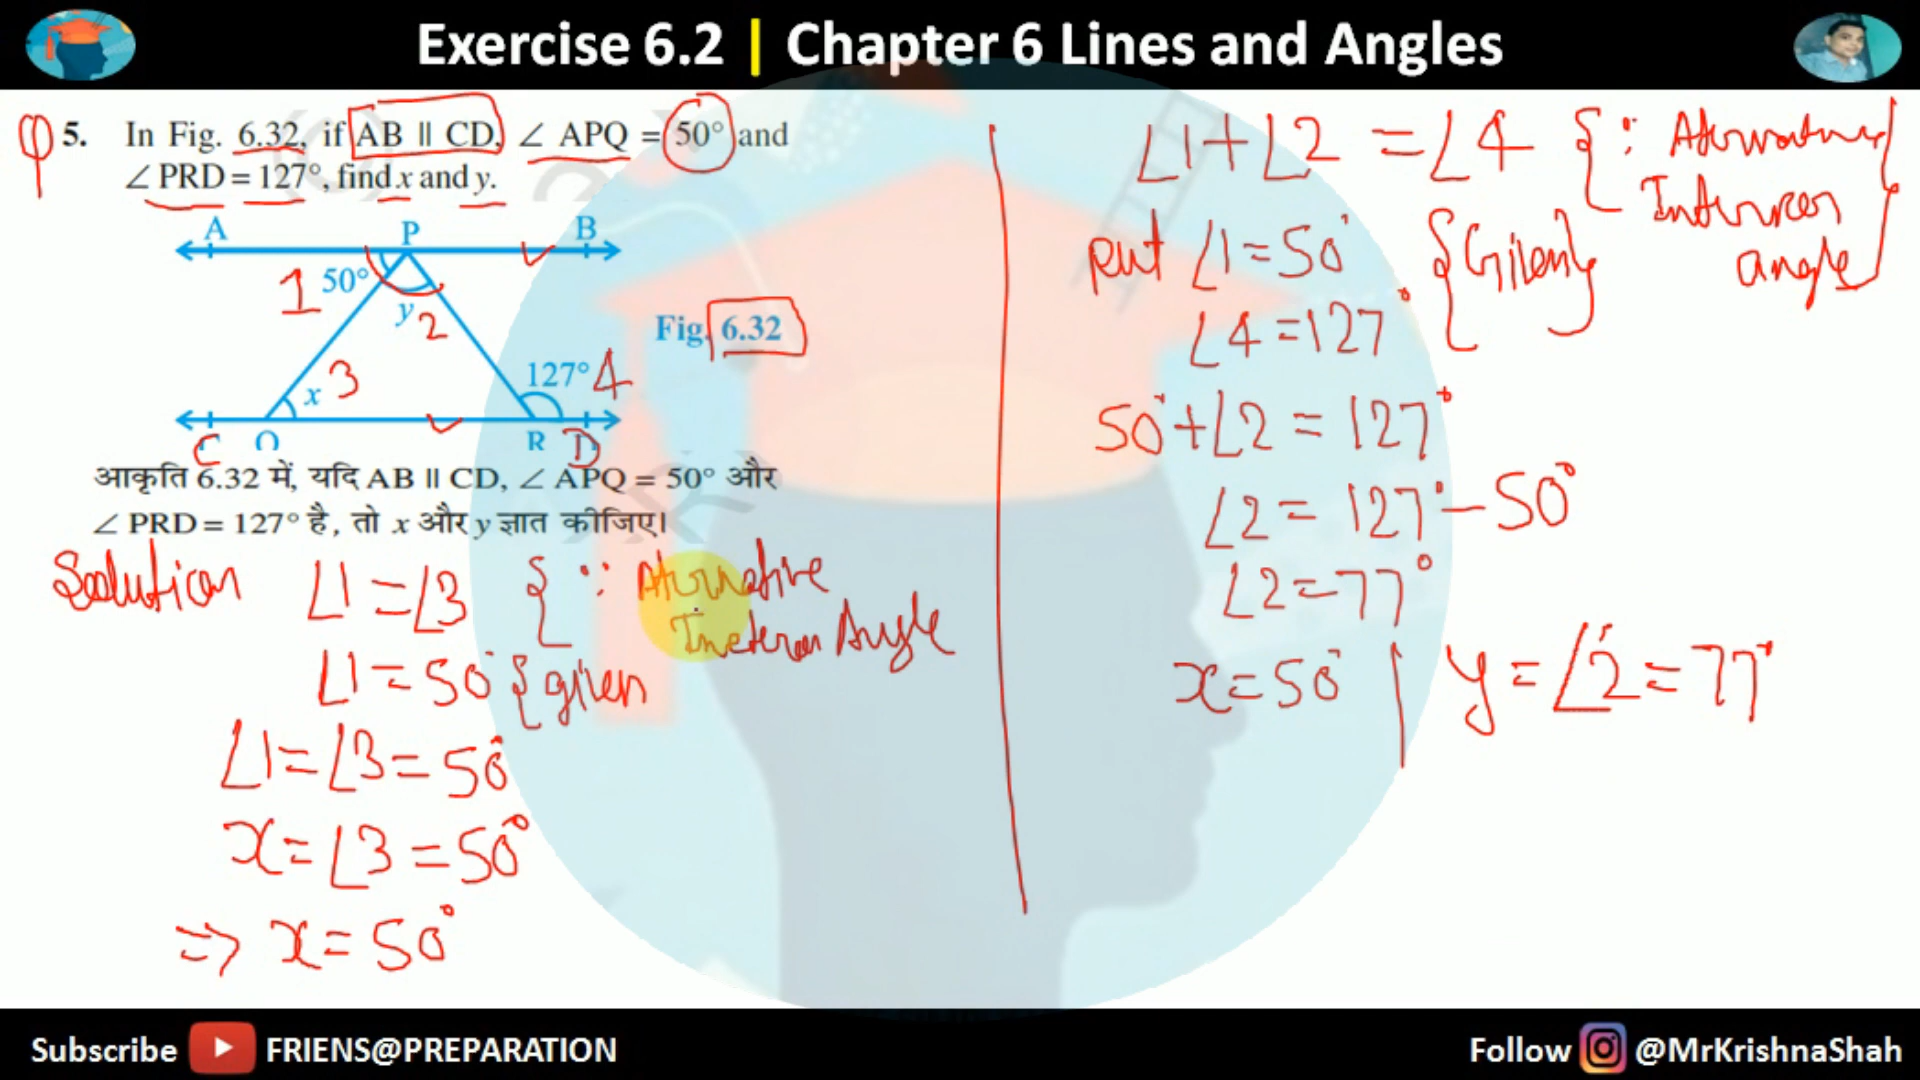 Exercise 6.2 | Chapter 6 Lines and Angles
φ 5. In Fig. 6.32, if AB || CD, ∠ APQ = 50° and
∠ PRD = 127°, find x and y.
A P B
1 50°
y 2
Fig. 6.32
x 3
127° 4
C Q R D
आकृति 6.32 में, यदि AB || CD, ∠ APQ = 50° और
∠ PRD = 127° है, तो x और y ज्ञात कीजिए।
Solution ∠1 = ∠3 { ∵ Alternative
Angle
∠1 = 50° { given
∠1 = ∠3 = 50°
x = ∠3 = 50°
=> x = 50°
∠1 + ∠2 = ∠4 { ∵
angle }
put ∠1 = 50° {Given}
∠4 = 127°
50° + ∠2 = 127°
∠2 = 127° - 50°
∠2 = 77°
x = 50° | y = ∠2 = 77°
Subscribe FRIENS@PREPARATION
Follow @MrKrishnaShah